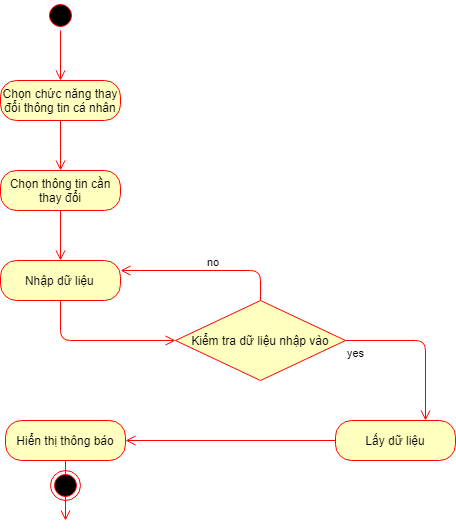 Chọn chức năng thay
đổi thông tin cá nhân
Chọn thông tin cần
thay đổi
no
Nhập dữ liệu
Kiểm tra dữ liệu nhập vào
yes
Hiển thị thông báo
Lấy dữ liệu